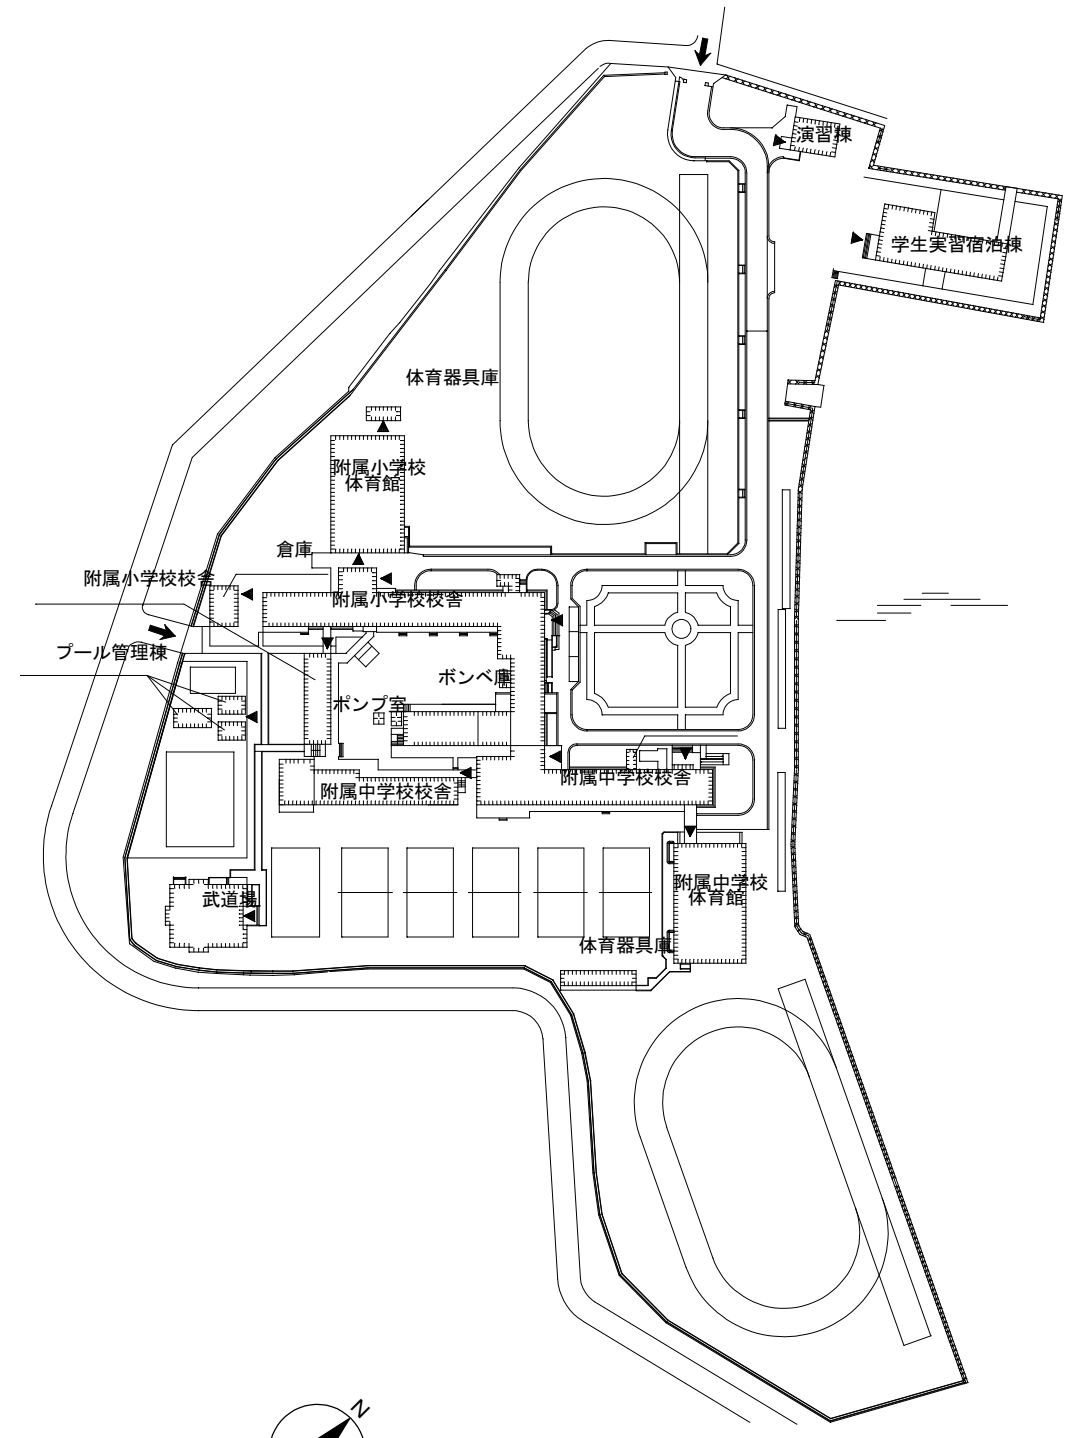 演習棟
学生実習宿泊棟
体育器具庫
附属小学校
体育館
倉庫
附属小学校校舎
附属小学校校舎
プール管理棟
ボンベ庫
ポンプ室
附属中学校校舎
附属中学校校舎
附属中学校
体育館
武道場
体育器具庫
N